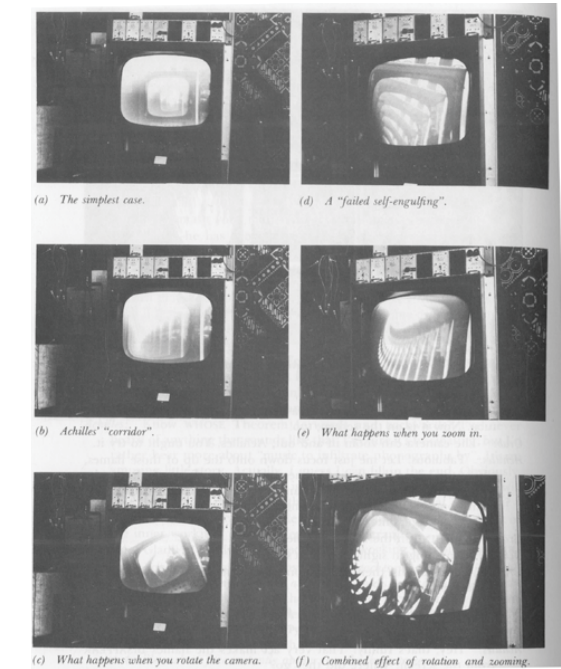 (a) The simplest case.
(d) A "failed self-engulfing".
(b) Achilles' "corridor".
(e) What happens when you zoom in.
(c) What happens when you rotate the camera.
(f) Combined effect of rotation and zooming.